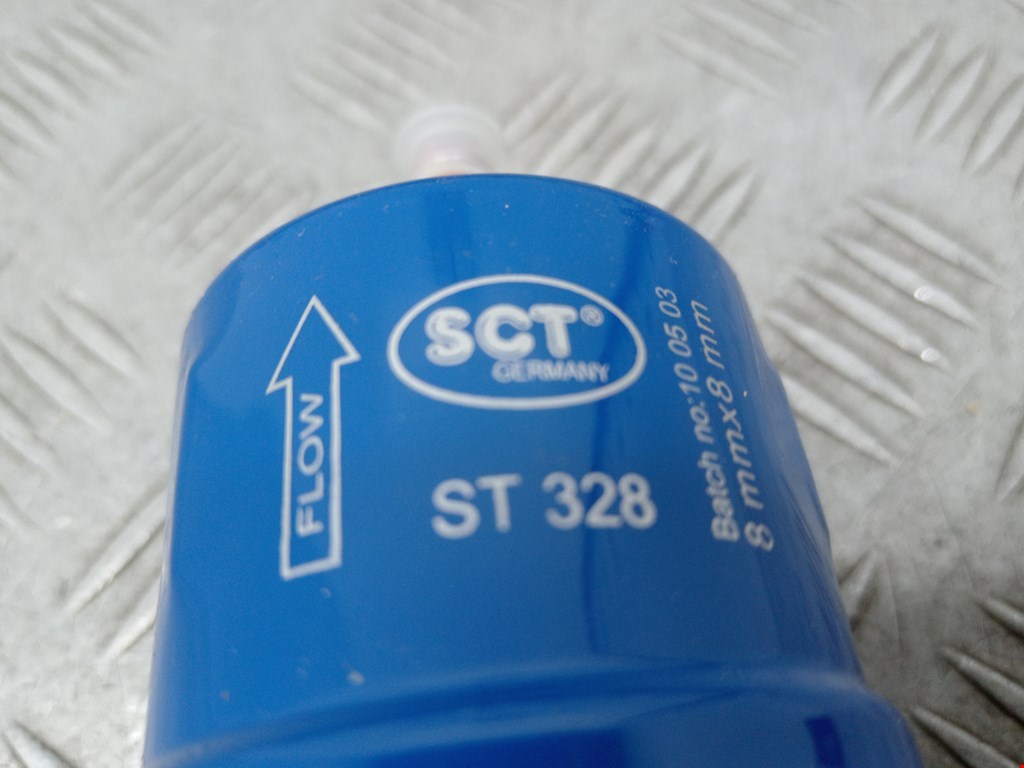 FLOW
SCT®
GERMANY
ST 328
Batch no.:10 05 03
8 mmx8 mm